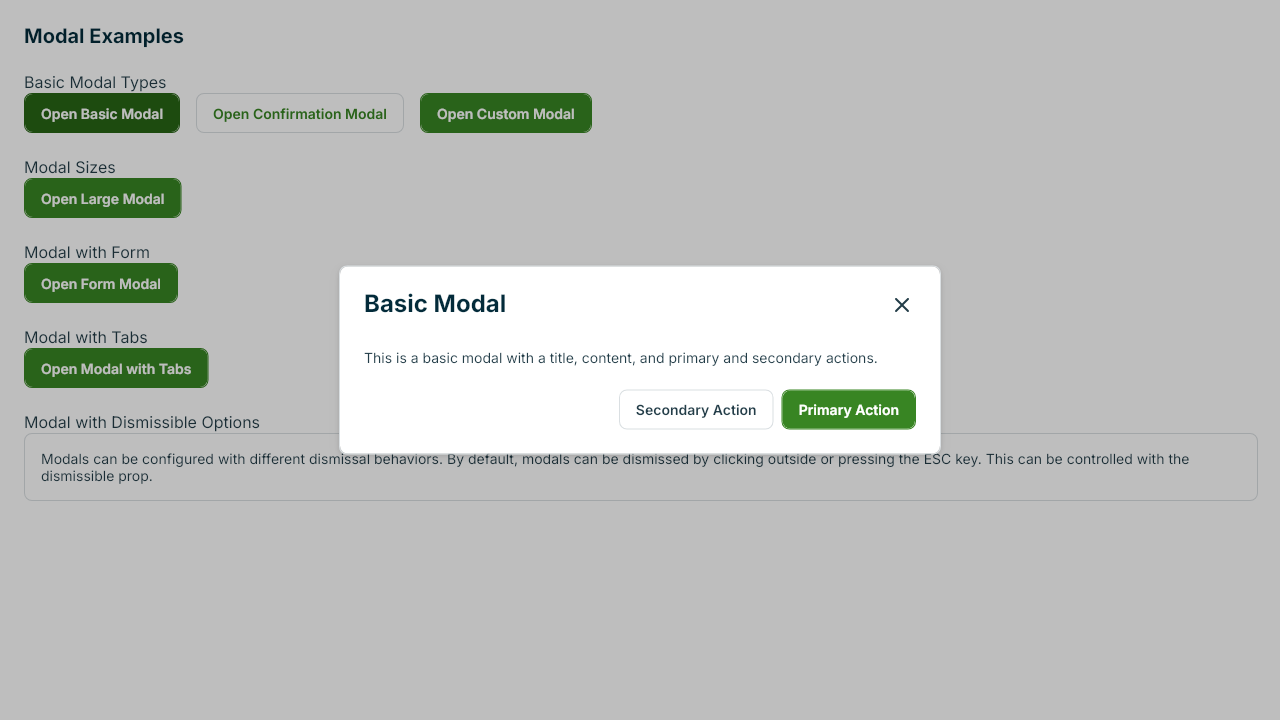 Modal Examples
Basic Modal Types
Open Basic Modal
Open Confirmation Modal
Open Custom Modal
Modal Sizes
Open Large Modal
Modal with Form
Open Form Modal
Modal with Tabs
Open Modal with Tabs
Modal with Dismissible Options
Modals can be configured with different dismissal behaviors. By default, modals can be dismissed by clicking outside or pressing the ESC key. This can be controlled with the
dismissible prop.
Basic Modal
This is a basic modal with a title, content, and primary and secondary actions.
Secondary Action
Primary Action